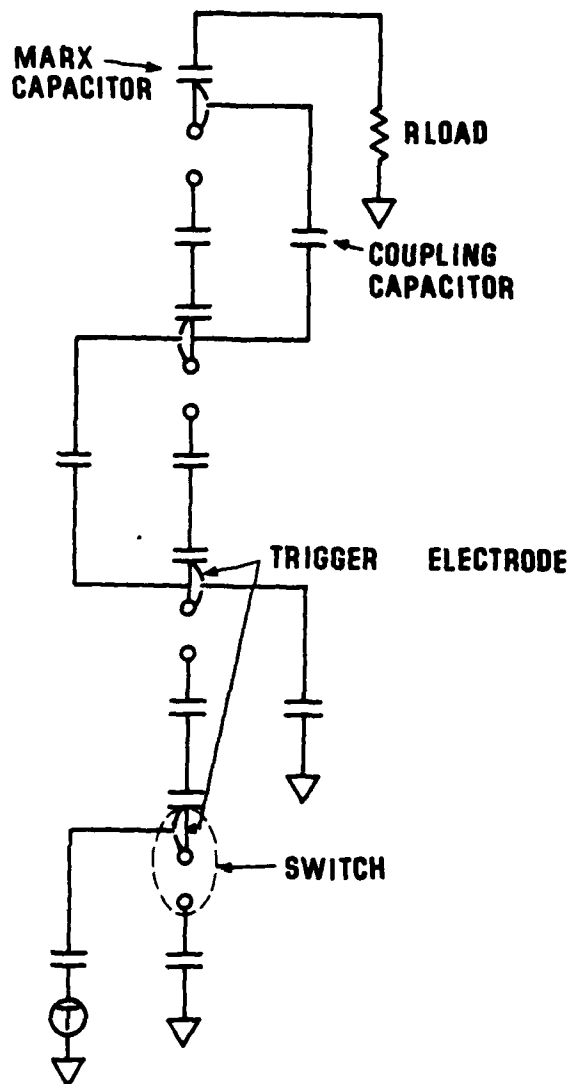 MARX
CAPACITOR
RLOAD
COUPLING
CAPACITOR
TRIGGER ELECTRODE
SWITCH
T